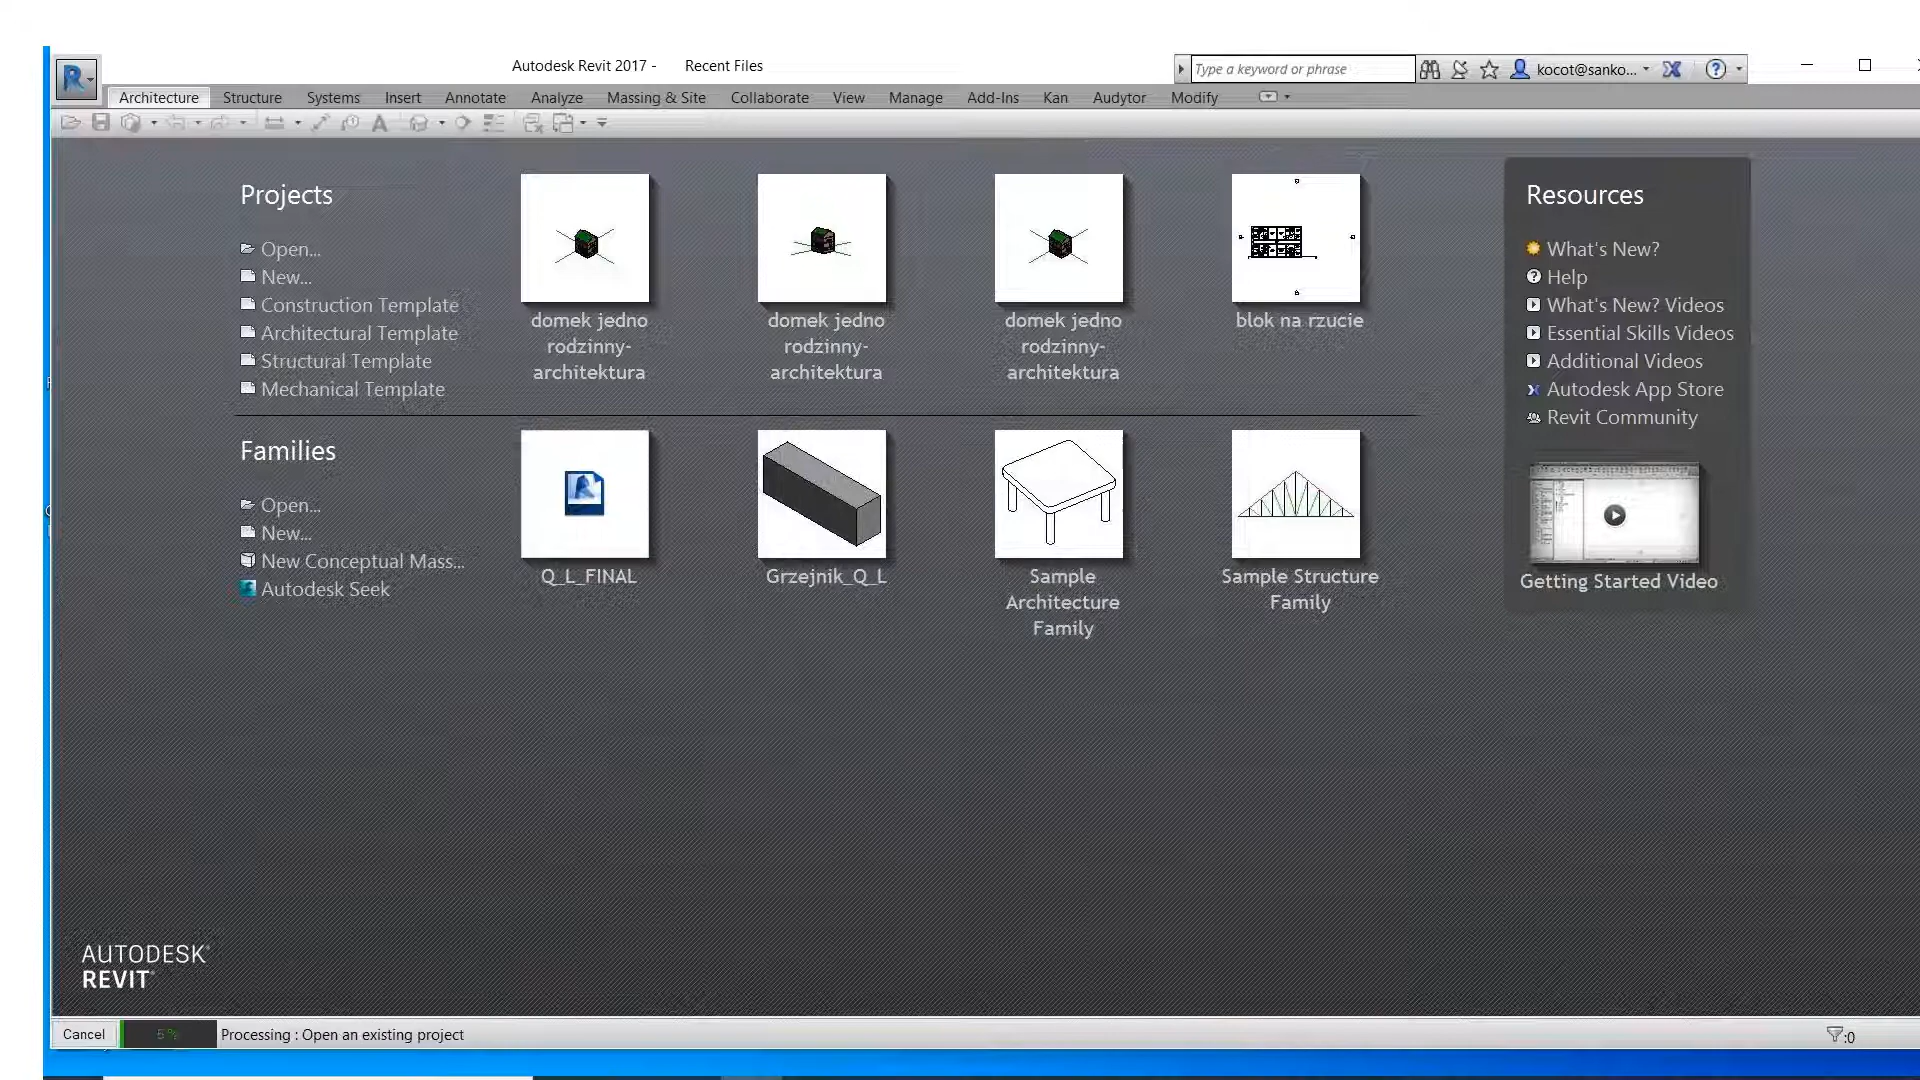 Autodesk Revit 2017 - Recent Files
Type a keyword or phrase
kocot@sanko...
Architecture Structure Systems Insert Annotate Analyze Massing & Site Collaborate View Manage Add-Ins Kan Audytor Modify
Projects
Open...
New...
Construction Template
Architectural Template
Structural Template
Mechanical Template
domek jedno
rodzinny-
architektura
domek jedno
rodzinny-
architektura
domek jedno
rodzinny-
architektura
blok na rzucie
Families
Open...
New...
New Conceptual Mass...
Autodesk Seek
Q_L_FINAL
Grzejnik_Q_L
Sample
Architecture
Family
Sample Structure
Family
Resources
What's New?
Help
What's New? Videos
Essential Skills Videos
Additional Videos
Autodesk App Store
Revit Community
Getting Started Video
AUTODESK®
REVIT®
Cancel 5% Processing : Open an existing project
:0